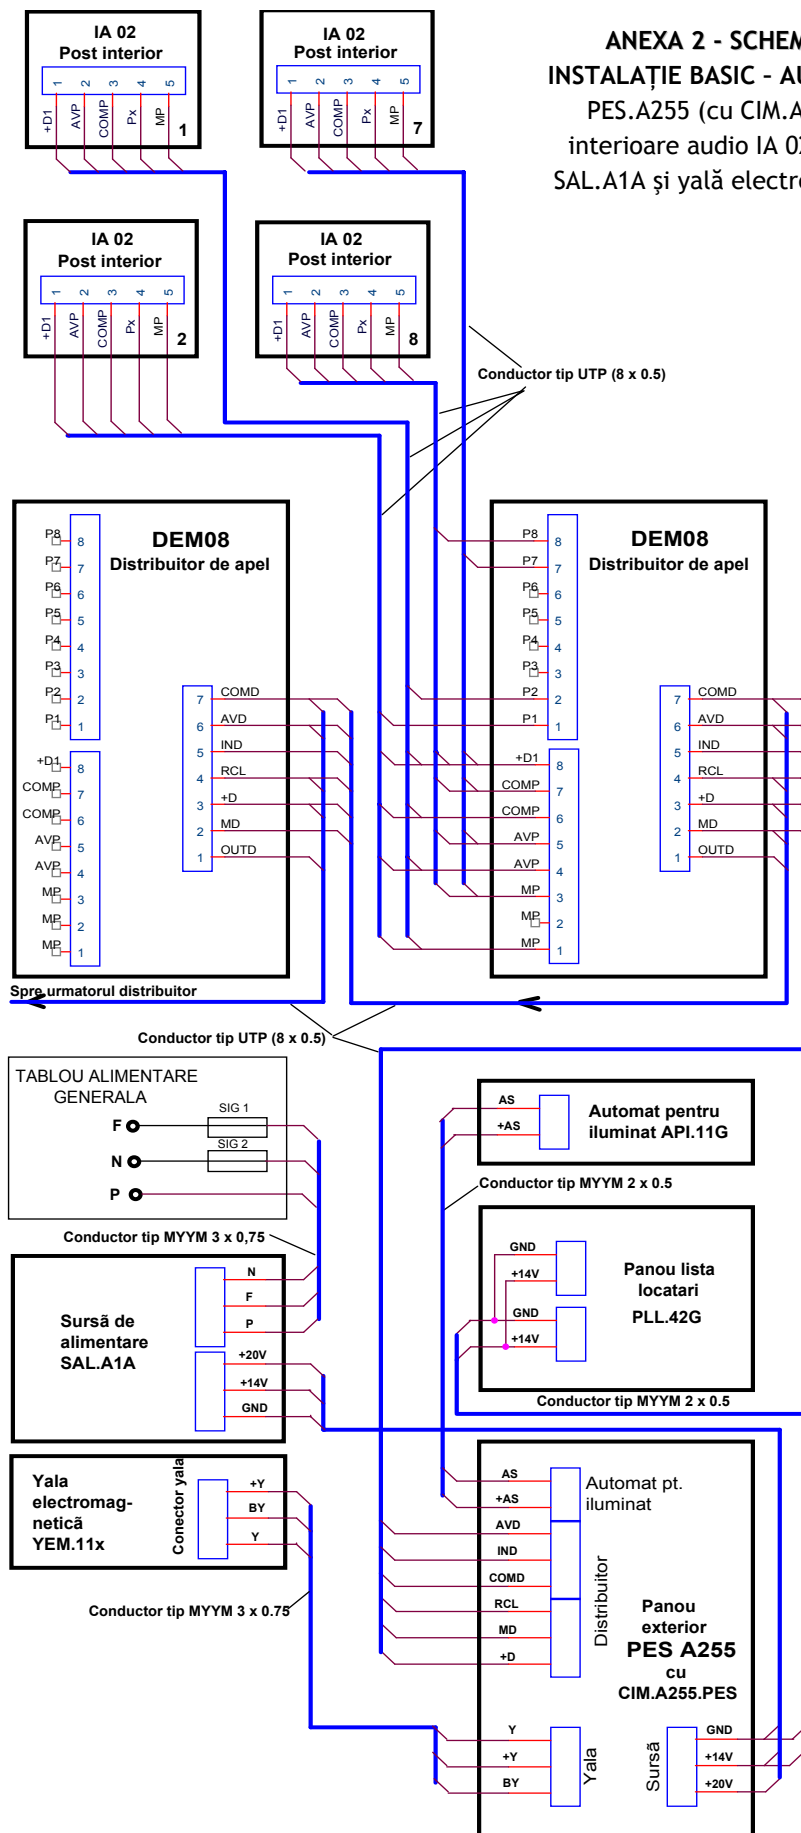 ANEXA 2 - SCHEM
INSTALAȚIE BASIC - AU
PES.A255 (cu CIM.A
interioare audio IA 02
SAL.A1A și yală electro
IA 02
Post interior
1 2 3 4 5
+D1 AVP COMP Px MP
1
IA 02
Post interior
1 2 3 4 5
+D1 AVP COMP Px MP
7
IA 02
Post interior
1 2 3 4 5
+D1 AVP COMP Px MP
2
IA 02
Post interior
1 2 3 4 5
+D1 AVP COMP Px MP
8
Conductor tip UTP (8 x 0.5)
DEM08
Distribuitor de apel
P8 8
P7 7
P6 6
P5 5
P4 4
P3 3
P2 2
P1 1
+D1 8
COMP 7
COMP 6
AVP 5
AVP 4
MP 3
MP 2
MP 1
7 COMD
6 AVD
5 IND
4 RCL
3 +D
2 MD
1 OUTD
DEM08
Distribuitor de apel
P8 8
P7 7
P6 6
P5 5
P4 4
P3 3
P2 2
P1 1
+D1 8
COMP 7
COMP 6
AVP 5
AVP 4
MP 3
MP 2
MP 1
7 COMD
6 AVD
5 IND
4 RCL
3 +D
2 MD
1 OUTD
Spre urmatorul distribuitor
Conductor tip UTP (8 x 0.5)
TABLOU ALIMENTARE
GENERALA
F SIG 1
N SIG 2
P
Conductor tip MYYM 3 x 0,75
AS
+AS
Automat pentru
iluminat API.11G
Conductor tip MYYM 2 x 0.5
GND
+14V
GND
+14V
Panou lista
locatari
PLL.42G
Conductor tip MYYM 2 x 0.5
Sursã de
alimentare
SAL.A1A
N
F
P
+20V
+14V
GND
Yala
electromag-
neticã
YEM.11x
Conector yala
+Y
BY
Y
Conductor tip MYYM 3 x 0.75
AS
+AS
Automat pt.
iluminat
AVD
IND
COMD
RCL
MD
+D
Distribuitor
Panou
exterior
PES A255
cu
CIM.A255.PES
Y
+Y
BY
Yala
Sursã
GND
+14V
+20V